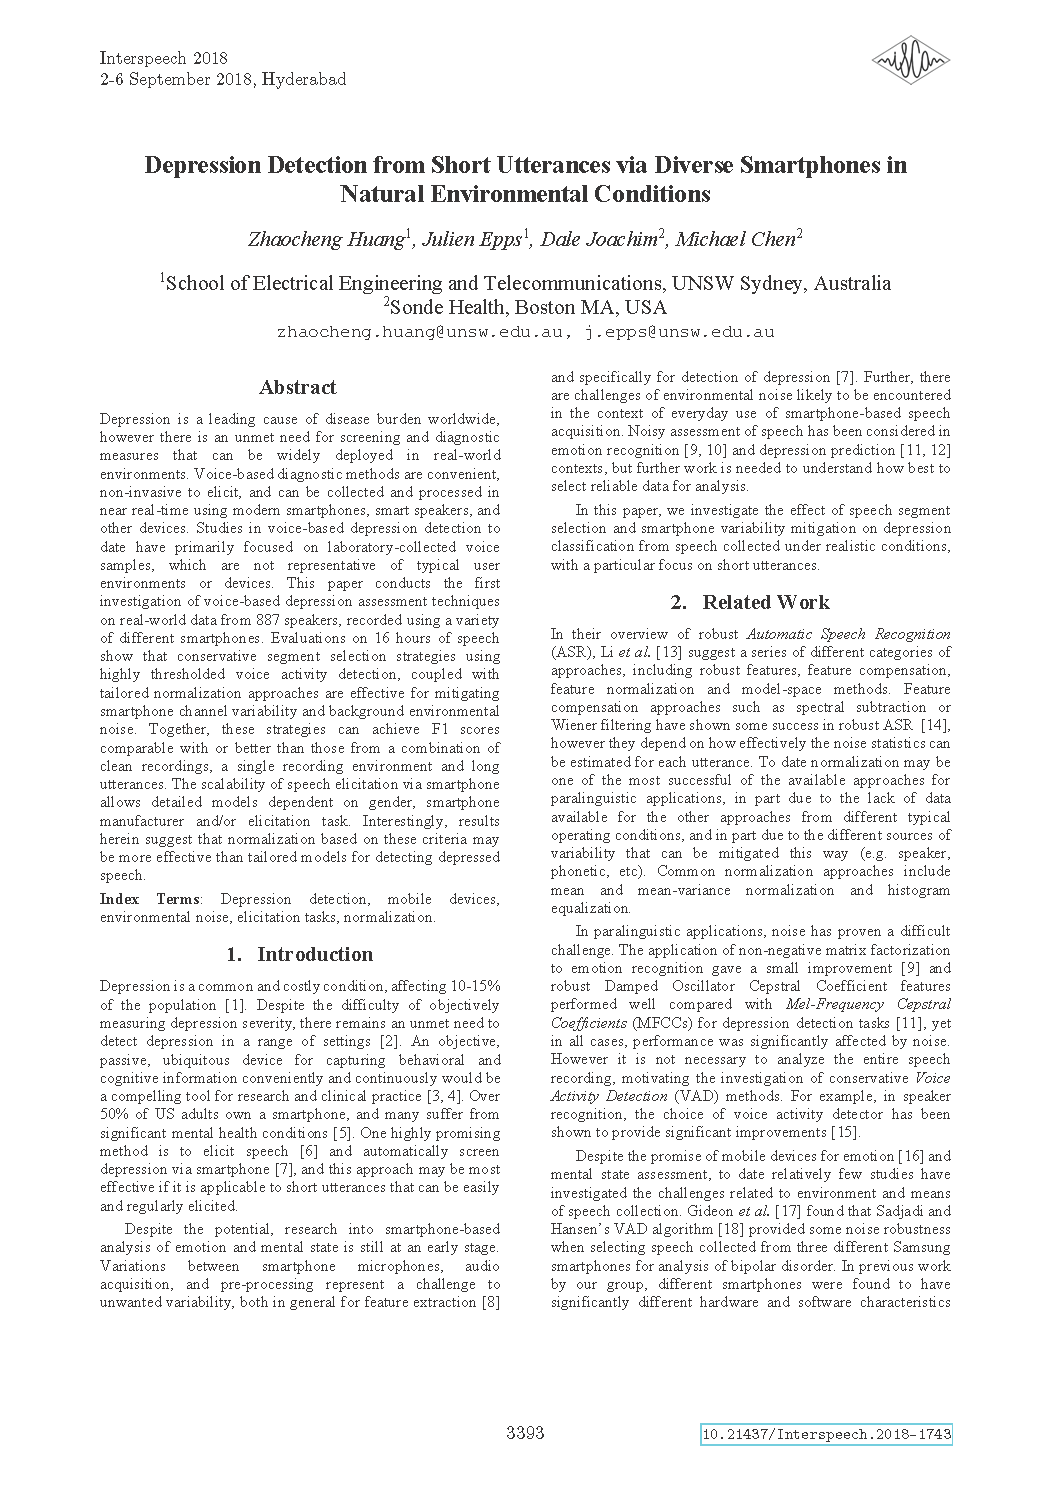 Interspeech 2018
2-6 September 2018, Hyderabad
Depression Detection from Short Utterances via Diverse Smartphones in
Natural Environmental Conditions
Zhaocheng Huang1, Julien Epps1, Dale Joachim2, Michael Chen2
1School of Electrical Engineering and Telecommunications, UNSW Sydney, Australia
2Sonde Health, Boston MA, USA
zhaocheng.huang@unsw.edu.au, j.epps@unsw.edu.au
Abstract
Depression is a leading cause of disease burden worldwide,
however there is an unmet need for screening and diagnostic
measures that can be widely deployed in real-world
environments. Voice-based diagnostic methods are convenient,
non-invasive to elicit, and can be collected and processed in
near real-time using modern smartphones, smart speakers, and
other devices. Studies in voice-based depression detection to
date have primarily focused on laboratory-collected voice
samples, which are not representative of typical user
environments or devices. This paper conducts the first
investigation of voice-based depression assessment techniques
on real-world data from 887 speakers, recorded using a variety
of different smartphones. Evaluations on 16 hours of speech
show that conservative segment selection strategies using
highly thresholded voice activity detection, coupled with
tailored normalization approaches are effective for mitigating
smartphone channel variability and background environmental
noise. Together, these strategies can achieve F1 scores
comparable with or better than those from a combination of
clean recordings, a single recording environment and long
utterances. The scalability of speech elicitation via smartphone
allows detailed models dependent on gender, smartphone
manufacturer and/or elicitation task. Interestingly, results
herein suggest that normalization based on these criteria may
be more effective than tailored models for detecting depressed
speech.
Index Terms: Depression detection, mobile devices,
environmental noise, elicitation tasks, normalization.
1. Introduction
Depression is a common and costly condition, affecting 10-15%
of the population [1]. Despite the difficulty of objectively
measuring depression severity, there remains an unmet need to
detect depression in a range of settings [2]. An objective,
passive, ubiquitous device for capturing behavioral and
cognitive information conveniently and continuously would be
a compelling tool for research and clinical practice [3, 4]. Over
50% of US adults own a smartphone, and many suffer from
significant mental health conditions [5]. One highly promising
method is to elicit speech [6] and automatically screen
depression via smartphone [7], and this approach may be most
effective if it is applicable to short utterances that can be easily
and regularly elicited.
Despite the potential, research into smartphone-based
analysis of emotion and mental state is still at an early stage.
Variations between smartphone microphones, audio
acquisition, and pre-processing represent a challenge to
unwanted variability, both in general for feature extraction [8]
and specifically for detection of depression [7]. Further, there
are challenges of environmental noise likely to be encountered
in the context of everyday use of smartphone-based speech
acquisition. Noisy assessment of speech has been considered in
emotion recognition [9, 10] and depression prediction [11, 12]
contexts, but further work is needed to understand how best to
select reliable data for analysis.
In this paper, we investigate the effect of speech segment
selection and smartphone variability mitigation on depression
classification from speech collected under realistic conditions,
with a particular focus on short utterances.
2. Related Work
In their overview of robust Automatic Speech Recognition
(ASR), Li et al. [13] suggest a series of different categories of
approaches, including robust features, feature compensation,
feature normalization and model-space methods. Feature
compensation approaches such as spectral subtraction or
Wiener filtering have shown some success in robust ASR [14],
however they depend on how effectively the noise statistics can
be estimated for each utterance. To date normalization may be
one of the most successful of the available approaches for
paralinguistic applications, in part due to the lack of data
available for the other approaches from different typical
operating conditions, and in part due to the different sources of
variability that can be mitigated this way (e.g. speaker,
phonetic, etc). Common normalization approaches include
mean and mean-variance normalization and histogram
equalization.
In paralinguistic applications, noise has proven a difficult
challenge. The application of non-negative matrix factorization
to emotion recognition gave a small improvement [9] and
robust Damped Oscillator Cepstral Coefficient features
performed well compared with Mel-Frequency Cepstral
Coefficients (MFCCs) for depression detection tasks [11], yet
in all cases, performance was significantly affected by noise.
However it is not necessary to analyze the entire speech
recording, motivating the investigation of conservative Voice
Activity Detection (VAD) methods. For example, in speaker
recognition, the choice of voice activity detector has been
shown to provide significant improvements [15].
Despite the promise of mobile devices for emotion [16] and
mental state assessment, to date relatively few studies have
investigated the challenges related to environment and means
of speech collection. Gideon et al. [17] found that Sadjadi and
Hansen's VAD algorithm [18] provided some noise robustness
when selecting speech collected from three different Samsung
smartphones for analysis of bipolar disorder. In previous work
by our group, different smartphones were found to have
significantly different hardware and software characteristics
3393
10.21437/Interspeech.2018-1743